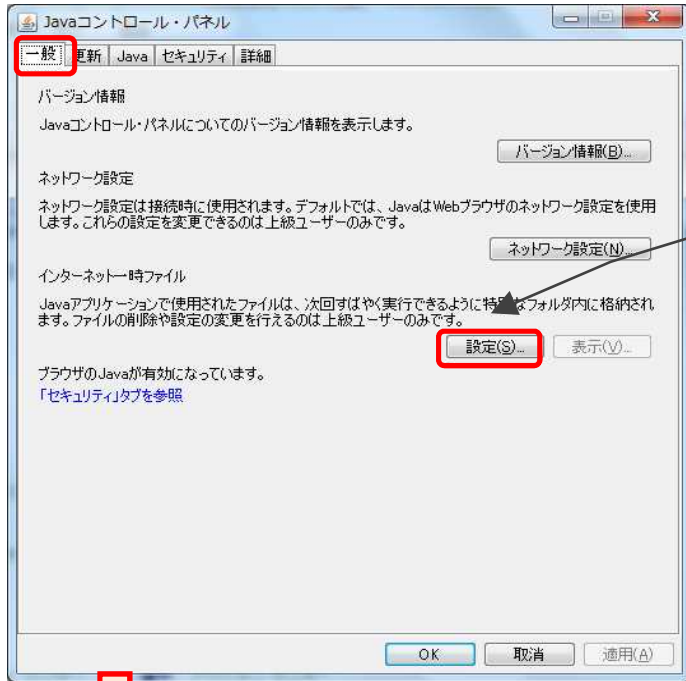 Javaコントロール・パネル
一般 更新 Java セキュリティ 詳細
バージョン情報
Javaコントロール・パネルについてのバージョン情報を表示します。
バージョン情報(B)...
ネットワーク設定
ネットワーク設定は接続時に使用されます。デフォルトでは、JavaはWebブラウザのネットワーク設定を使用
します。これらの設定を変更できるのは上級ユーザーのみです。
ネットワーク設定(N)...
インターネット一時ファイル
Javaアプリケーションで使用されたファイルは、次回すばやく実行できるように特別なフォルダ内に格納され
ます。ファイルの削除や設定の変更を行えるのは上級ユーザーのみです。
設定(S)... 表示(V)...
ブラウザのJavaが有効になっています。
「セキュリティ」タブを参照
OK 取消 適用(A)